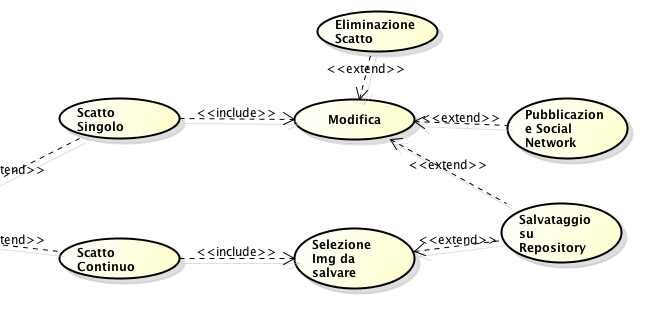 Eliminazione
Scatto
<<extend>>
Scatto
Singolo
<<include>>
Modifica
<<extend>>
Pubblicazion
e Social
Network
tend>>
<<extend>>
Salvataggio
su
Repository
tend>>
Scatto
Continuo
<<include>>
Selezione
Img da
salvare
<<extend>>